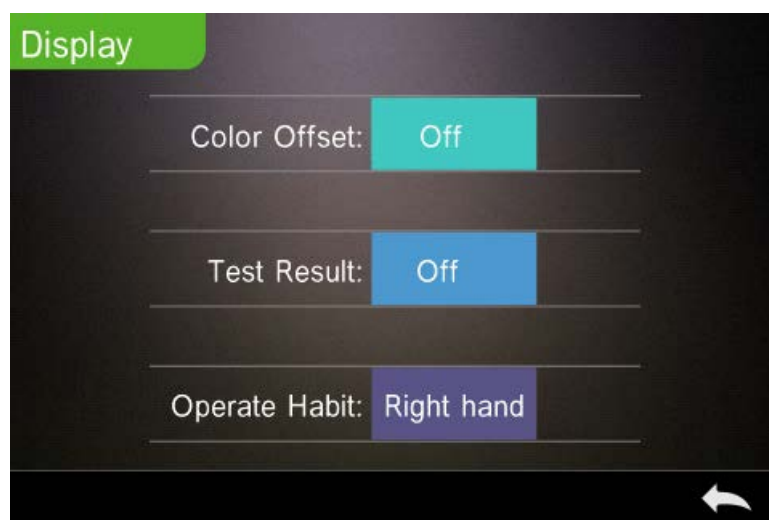 Display
Color Offset: Off
Test Result: Off
Operate Habit: Right hand